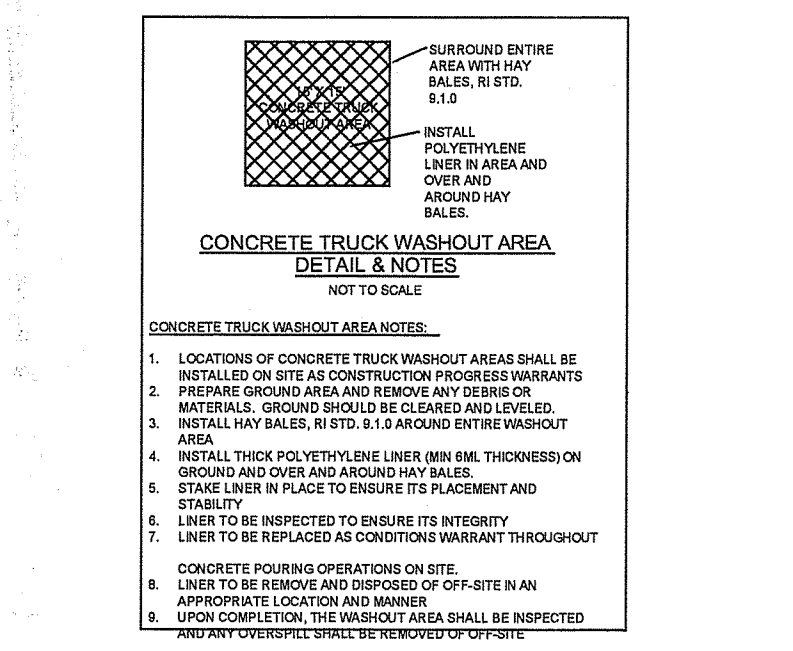 SURROUND ENTIRE
AREA WITH HAY
BALES, RI STD.
9.1.0
15' X 15'
CONCRETE TRUCK
WASHOUT AREA
INSTALL
POLYETHYLENE
LINER IN AREA AND
OVER AND
AROUND HAY
BALES.
CONCRETE TRUCK WASHOUT AREA
DETAIL & NOTES
NOT TO SCALE
CONCRETE TRUCK WASHOUT AREA NOTES:
1. LOCATIONS OF CONCRETE TRUCK WASHOUT AREAS SHALL BE
INSTALLED ON SITE AS CONSTRUCTION PROGRESS WARRANTS
2. PREPARE GROUND AREA AND REMOVE ANY DEBRIS OR
MATERIALS. GROUND SHOULD BE CLEARED AND LEVELED.
3. INSTALL HAY BALES, RI STD. 9.1.0 AROUND ENTIRE WASHOUT
AREA
4. INSTALL THICK POLYETHYLENE LINER (MIN 6ML THICKNESS) ON
GROUND AND OVER AND AROUND HAY BALES.
5. STAKE LINER IN PLACE TO ENSURE ITS PLACEMENT AND
STABILITY
6. LINER TO BE INSPECTED TO ENSURE ITS INTEGRITY
7. LINER TO BE REPLACED AS CONDITIONS WARRANT THROUGHOUT
CONCRETE POURING OPERATIONS ON SITE.
8. LINER TO BE REMOVE AND DISPOSED OF OFF-SITE IN AN
APPROPRIATE LOCATION AND MANNER
9. UPON COMPLETION, THE WASHOUT AREA SHALL BE INSPECTED
AND ANY OVERSPILL SHALL BE REMOVED OF OFF-SITE